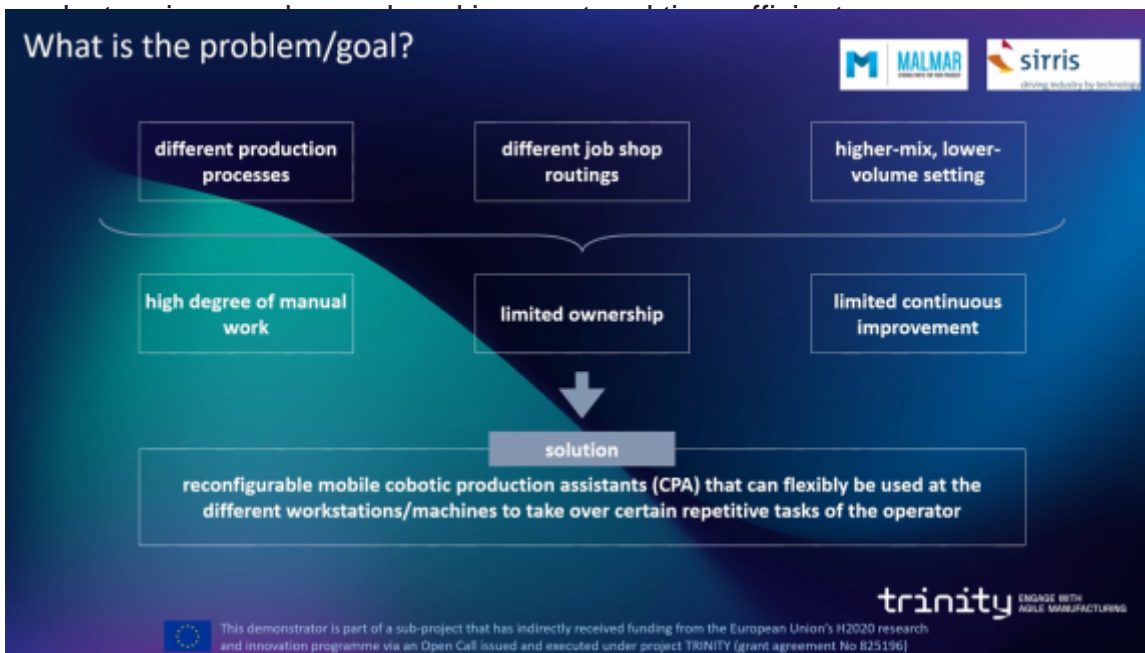 What is the problem/goal?
MALMAR
sirris
driving industry by technology
different production
processes
different job shop
routings
higher-mix, lower-
volume setting
high degree of manual
work
limited ownership
limited continuous
improvement
solution
reconfigurable mobile cobotic production assistants (CPA) that can flexibly be used at the
different workstations/machines to take over certain repetitive tasks of the operator
trinity ENGAGE WITH
AGILE MANUFACTURING
This demonstrator is part of a sub-project that has indirectly received funding from the European Union's H2020 research
and innovation programme via an Open Call issued and executed under project TRINITY (grant agreement No 825196)